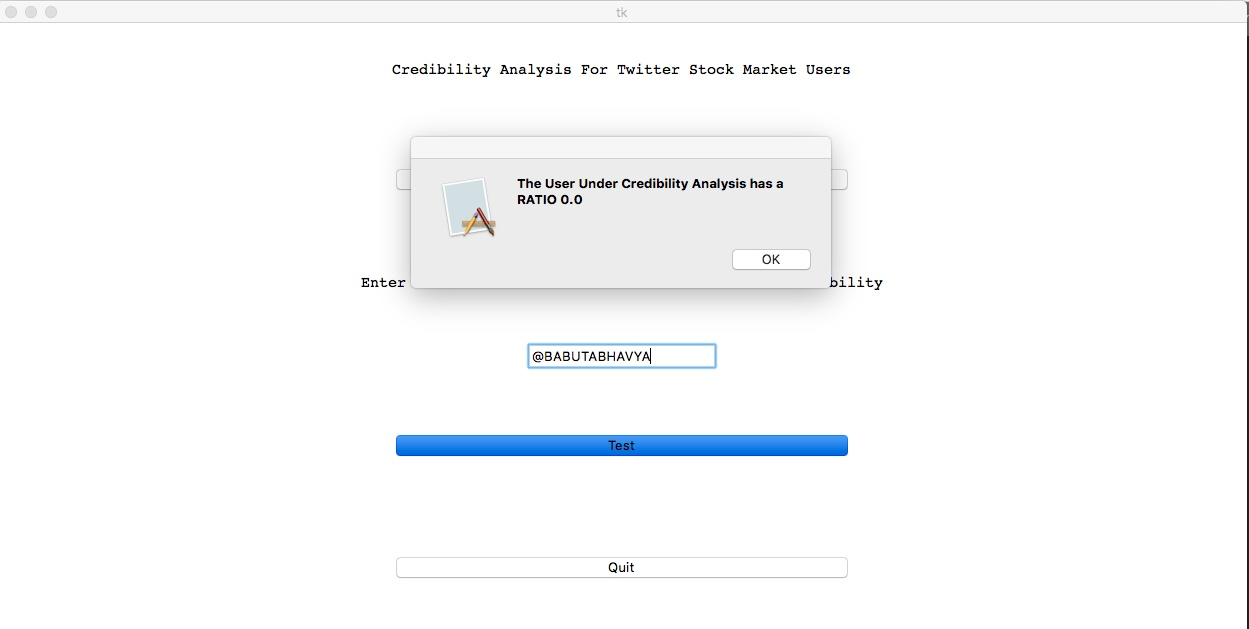 tk
Credibility Analysis For Twitter Stock Market Users
The User Under Credibility Analysis has a
RATIO 0.0
OK
Enter
@BABUTABHAVYA
Test
Quit